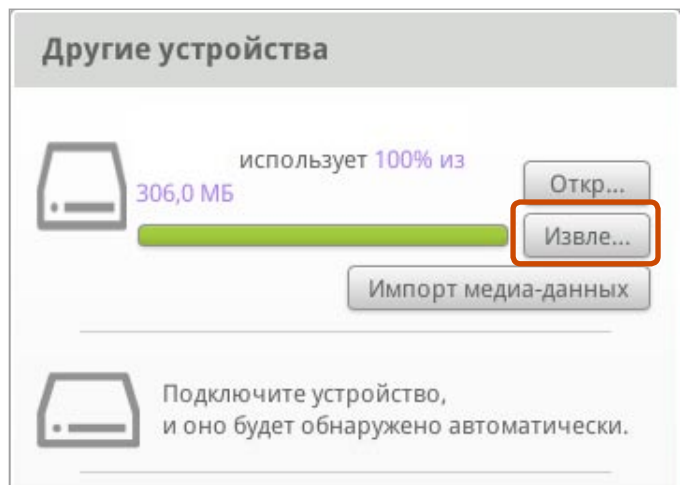 Другие устройства
использует 100% из
306,0 МБ
Откр...
Извле...
Импорт медиа-данных
Подключите устройство,
и оно будет обнаружено автоматически.